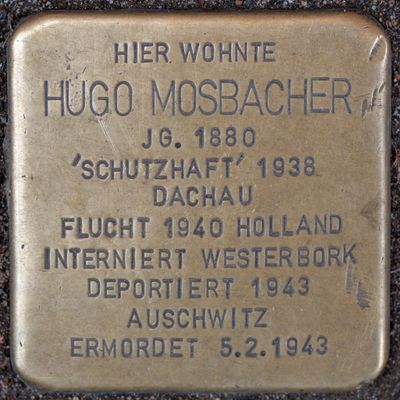 HIER WOHNTE
HUGO MOSBACHER
JG. 1880
'SCHUTZHAFT' 1938
DACHAU
FLUCHT 1940 HOLLAND
INTERNIERT WESTERBORK
DEPORTIERT 1943
AUSCHWITZ
ERMORDET 5.2.1943